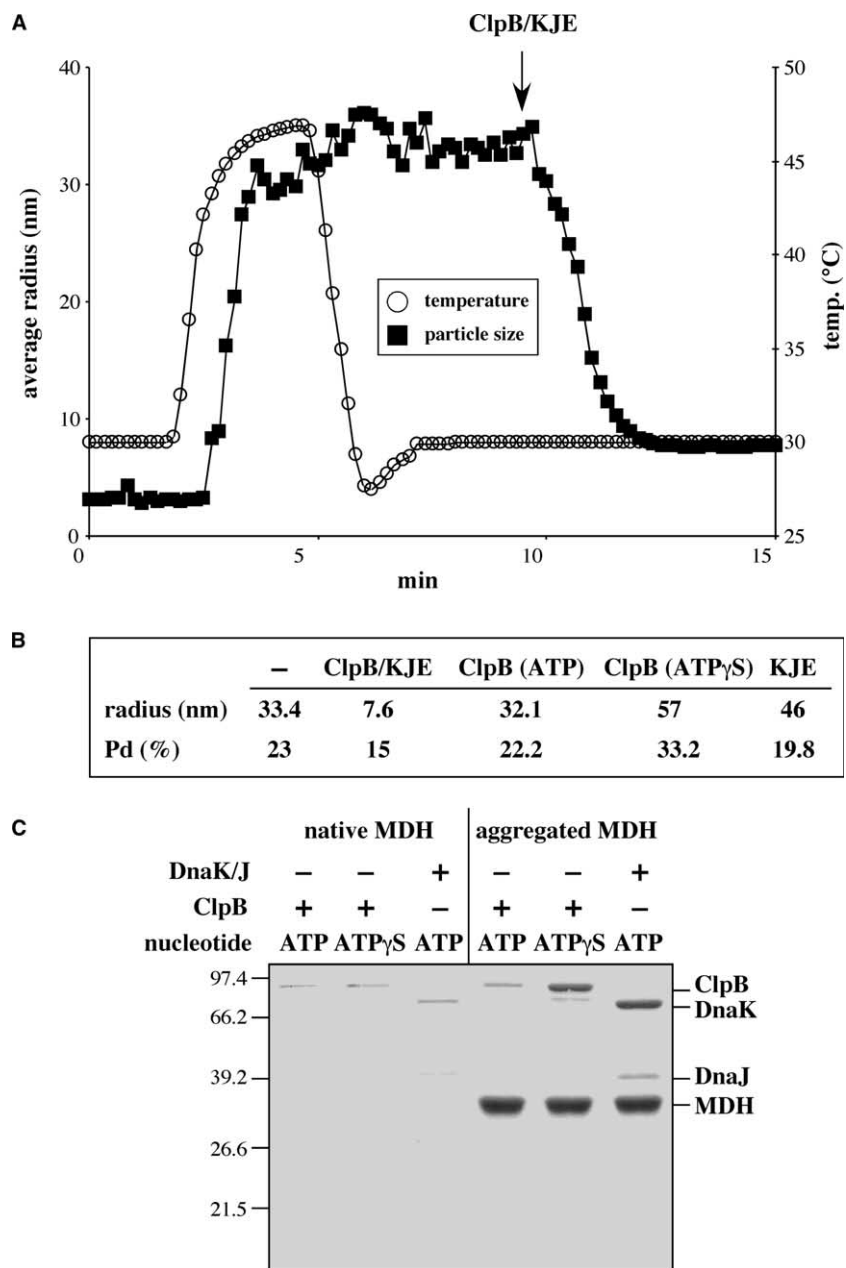 A
ClpB/KJE
40
30
20
10
0
average radius (nm)
50
45
40
35
30
25
temp. (°C)
temperature
particle size
0
5
10
15
min
B
– ClpB/KJE ClpB (ATP) ClpB (ATPγS) KJE
radius (nm) 33.4 7.6 32.1 57 46
Pd (%) 23 15 22.2 33.2 19.8
C
native MDH aggregated MDH
DnaK/J – – + – – +
ClpB + + – + + –
nucleotide ATP ATPγS ATP ATP ATPγS ATP
97.4
66.2
39.2
26.6
21.5
ClpB
DnaK
DnaJ
MDH